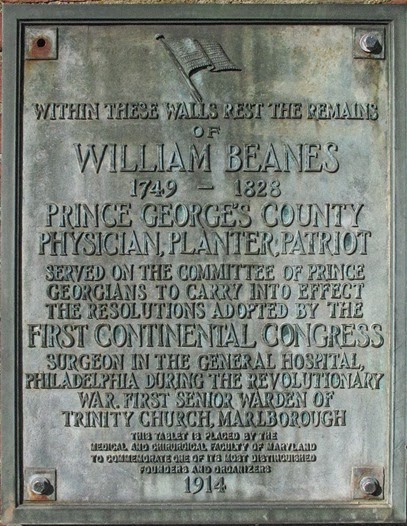 WITHIN THESE WALLS REST THE REMAINS
OF
WILLIAM BEANES
1749 – 1828
PRINCE GEORGE'S COUNTY
PHYSICIAN, PLANTER, PATRIOT
SERVED ON THE COMMITTEE OF PRINCE
GEORGIANS TO CARRY INTO EFFECT
THE RESOLUTIONS ADOPTED BY THE
FIRST CONTINENTAL CONGRESS
SURGEON IN THE GENERAL HOSPITAL,
PHILADELPHIA DURING THE REVOLUTIONARY
WAR. FIRST SENIOR WARDEN OF
TRINITY CHURCH, MARLBOROUGH
THIS TABLET IS PLACED BY THE
MEDICAL AND CHIRURGICAL FACULTY OF MARYLAND
TO COMMEMORATE ONE OF ITS MOST DISTINGUISHED
FOUNDERS AND ORGANIZERS
1914